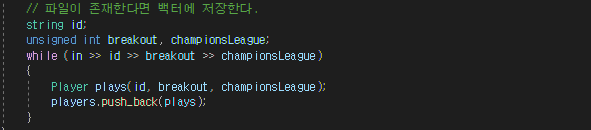 // 파일이 존재한다면 백터에 저장한다.
string id;
unsigned int breakout, championsLeague;
while (in >> id >> breakout >> championsLeague)
{
Player plays(id, breakout, championsLeague);
players.push_back(plays);
}